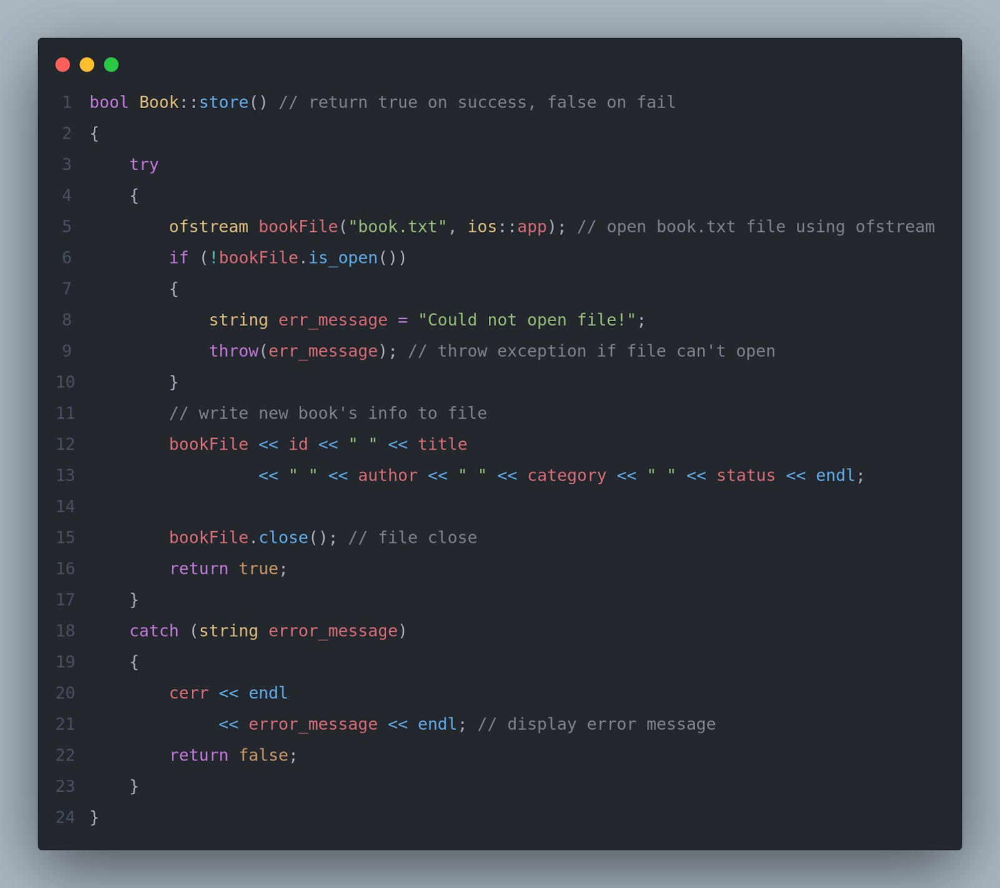 1 bool Book::store() // return true on success, false on fail
2 {
3     try
4     {
5         ofstream bookFile("book.txt", ios::app); // open book.txt file using ofstream
6         if (!bookFile.is_open())
7         {
8             string err_message = "Could not open file!";
9             throw(err_message); // throw exception if file can't open
10         }
11         // write new book's info to file
12         bookFile << id << " " << title
13                  << " " << author << " " << category << " " << status << endl;
14
15         bookFile.close(); // file close
16         return true;
17     }
18     catch (string error_message)
19     {
20         cerr << endl
21              << error_message << endl; // display error message
22         return false;
23     }
24 }